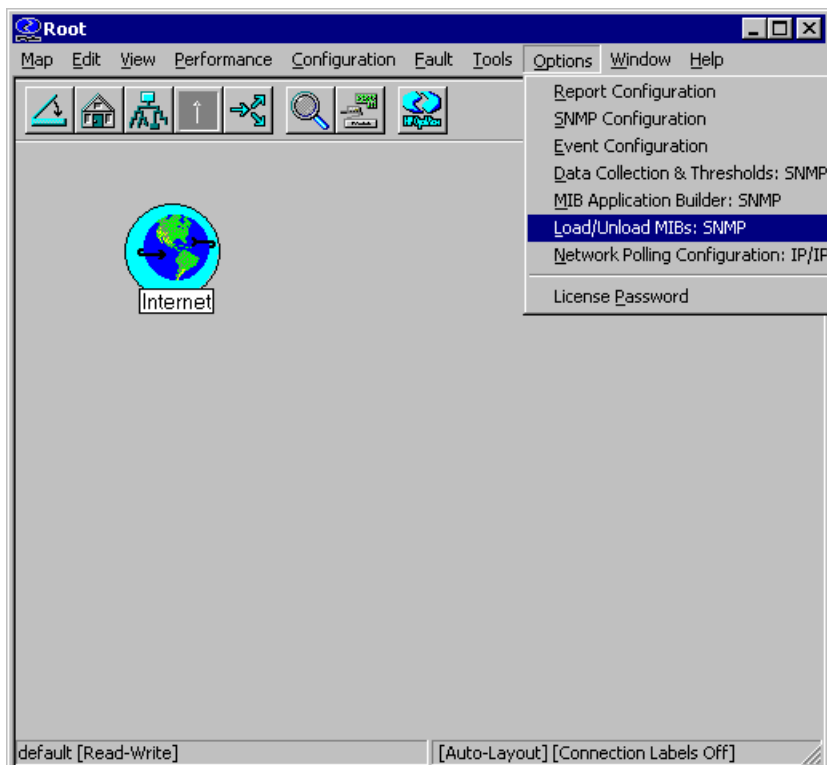 Root
Map Edit View Performance Configuration Fault Tools Options Window Help
Report Configuration
SNMP Configuration
Event Configuration
Data Collection & Thresholds: SNMP
MIB Application Builder: SNMP
Load/Unload MIBs: SNMP
Network Polling Configuration: IP/IP
License Password
Internet
default [Read-Write]
[Auto-Layout] [Connection Labels Off]